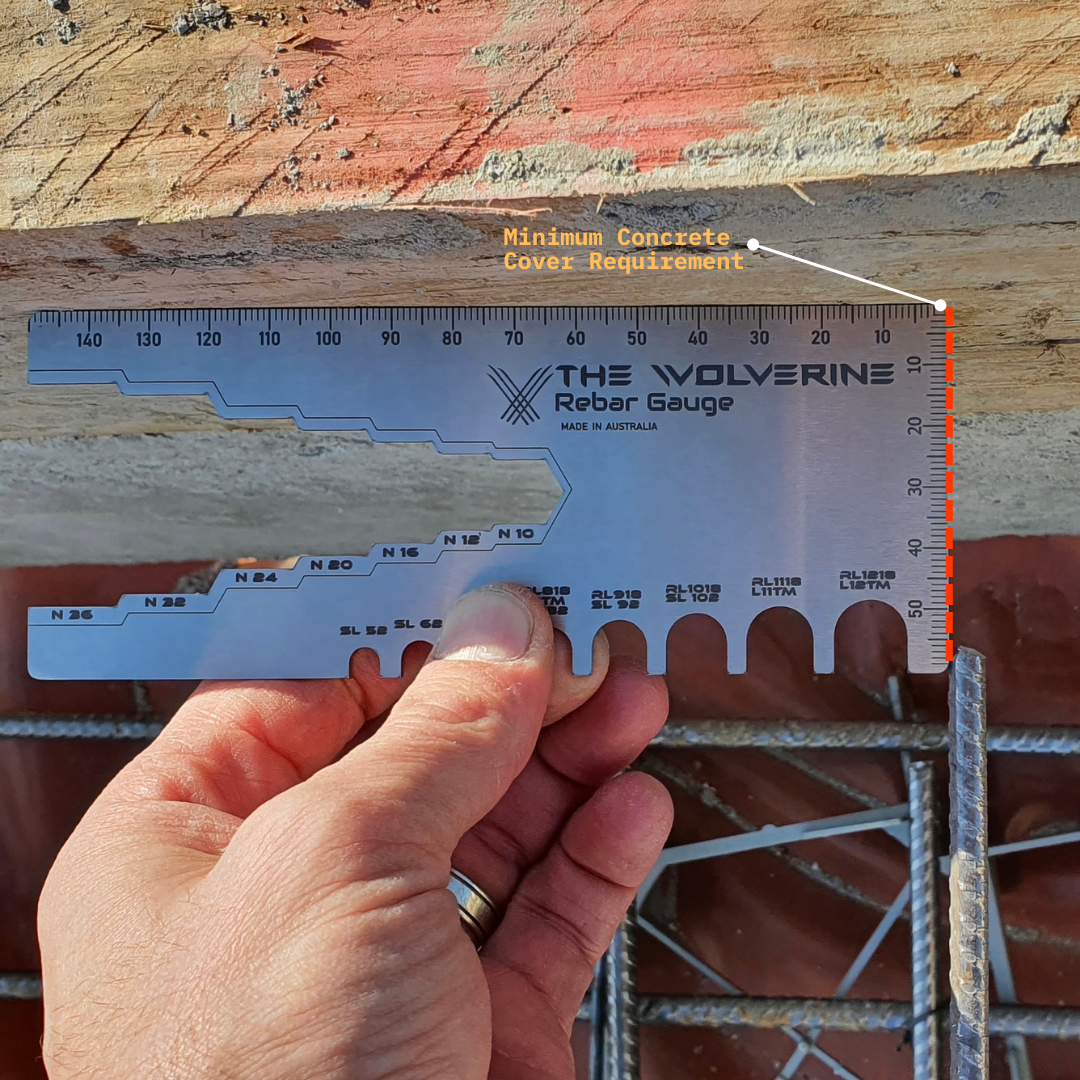 Minimum Concrete
Cover Requirement
140 130 120 110 100 90 80 70 60 50 40 30 20 10
10
20
30
40
50
THE WOLVERINE
Rebar Gauge
MADE IN AUSTRALIA
N 10
N 12
N 16
N 20
N 24
N 32
N 36
SL 52
SL 62
RL918
SL 92
RL1018
SL 102
RL1118
L11TM
RL1218
L12TM